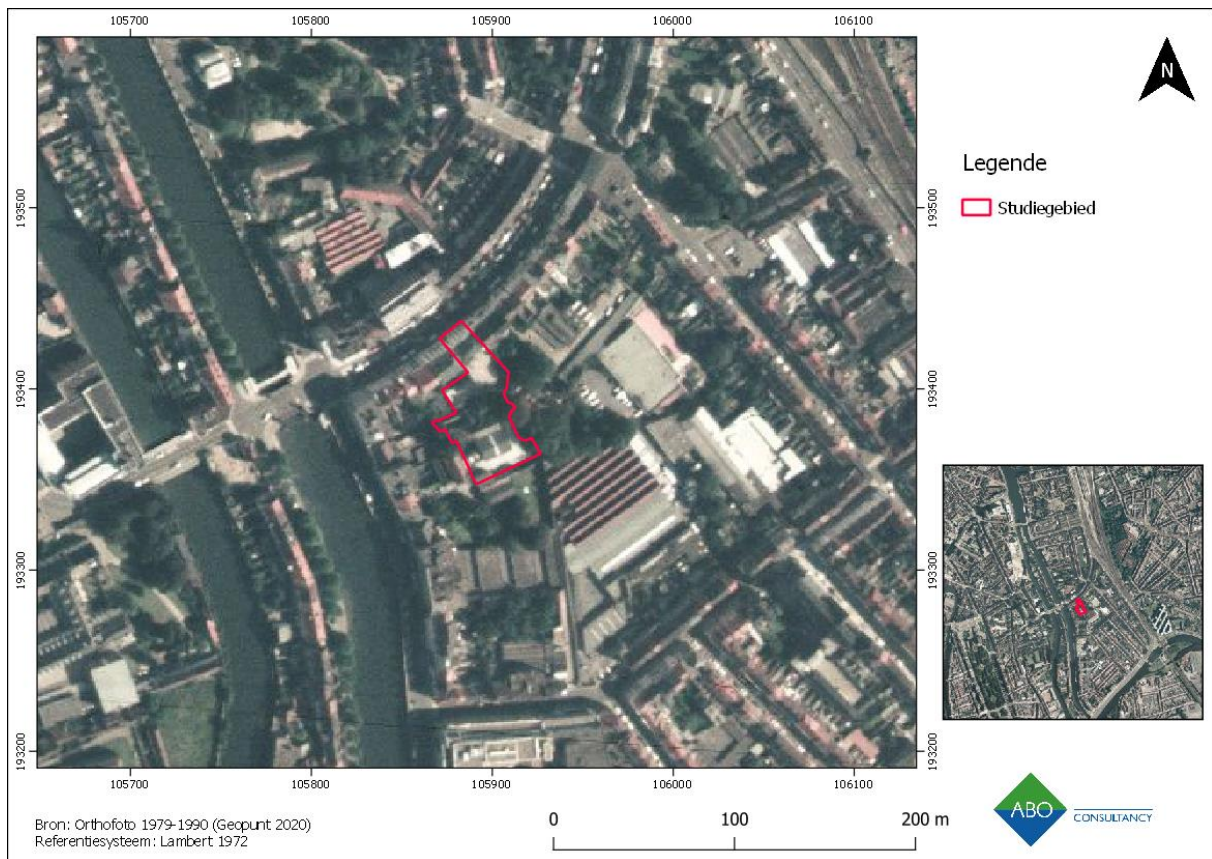 105700 105800 105900 106000 106100
193500 193500
193400 193400
193300 193300
193200 193200
105700 105800 105900 106000 106100
N
Legende
Studiegebied
Bron: Orthofoto 1979-1990 (Geopunt 2020)
Referentiesysteem: Lambert 1972
0 100 200 m
ABO CONSULTANCY